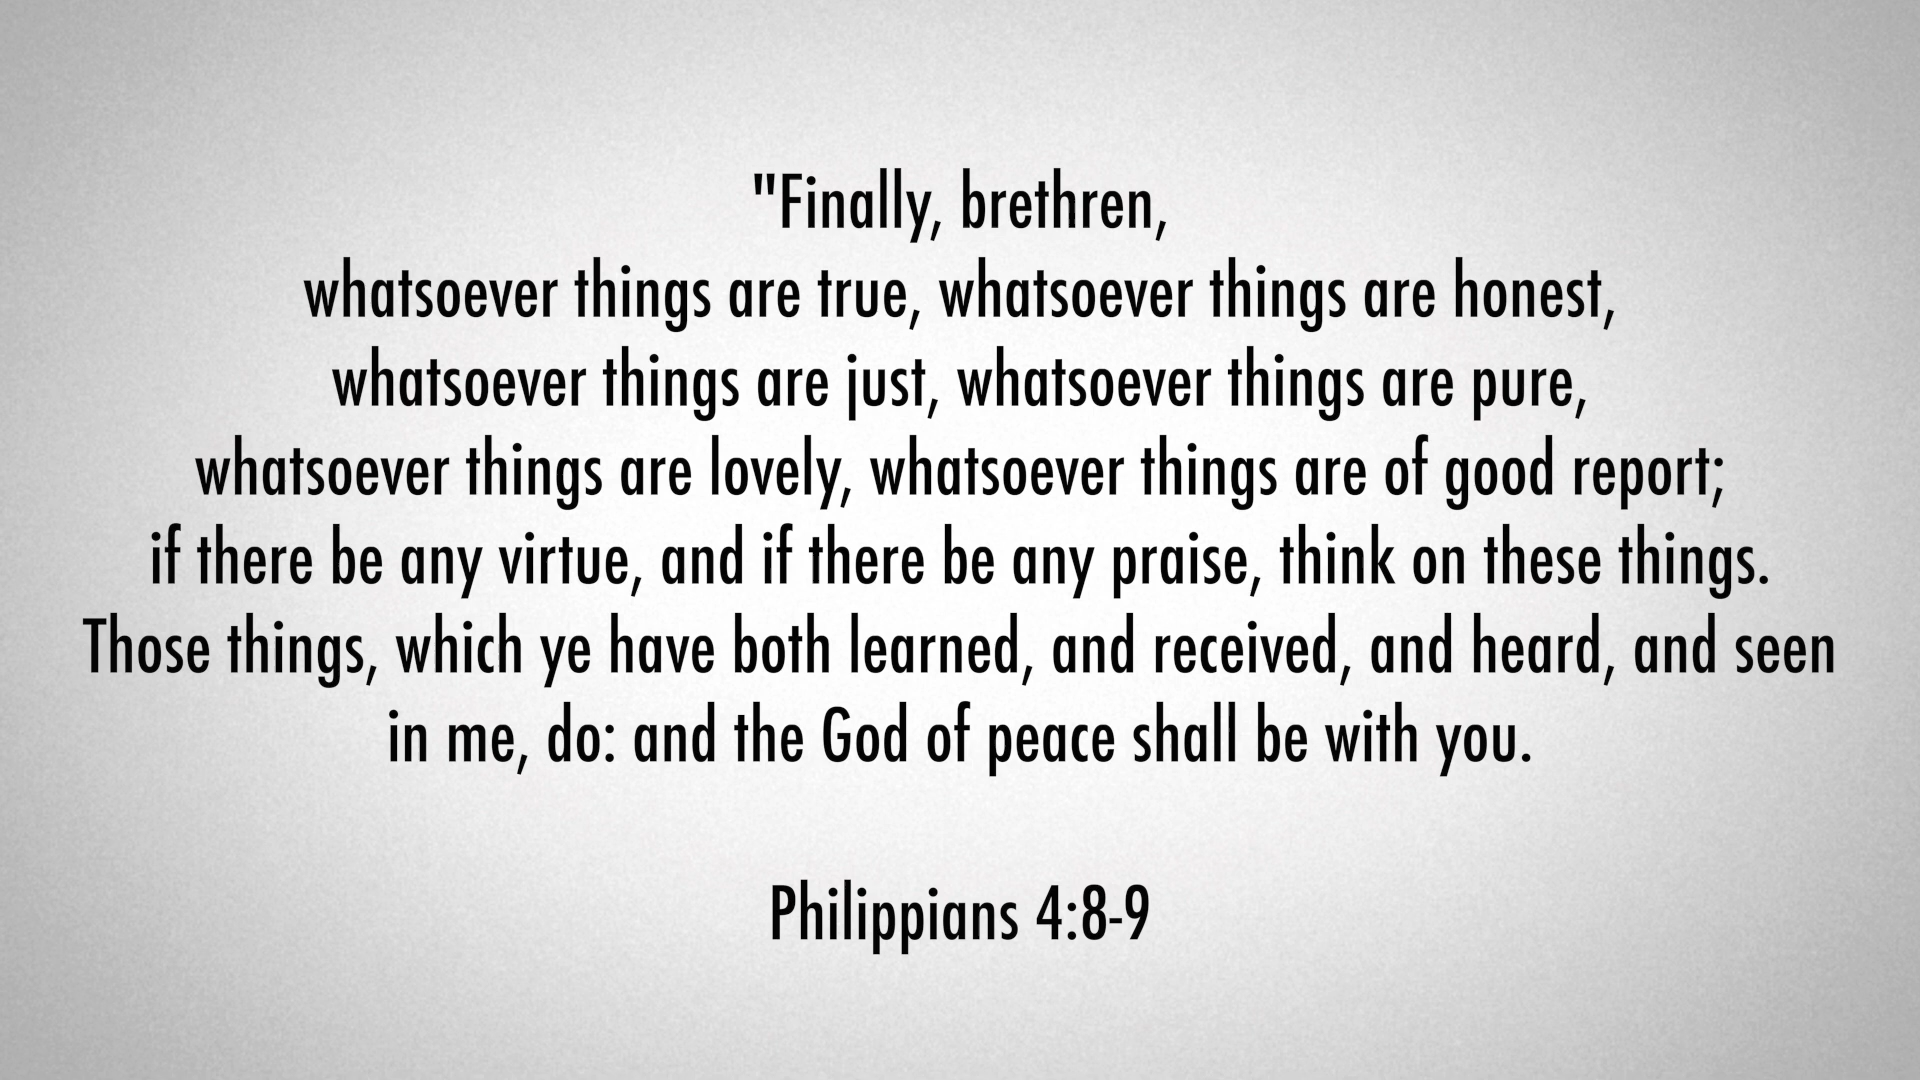 "Finally, brethren,
whatsoever things are true, whatsoever things are honest,
whatsoever things are just, whatsoever things are pure,
whatsoever things are lovely, whatsoever things are of good report;
if there be any virtue, and if there be any praise, think on these things.
Those things, which ye have both learned, and received, and heard, and seen
in me, do: and the God of peace shall be with you.
Philippians 4:8-9